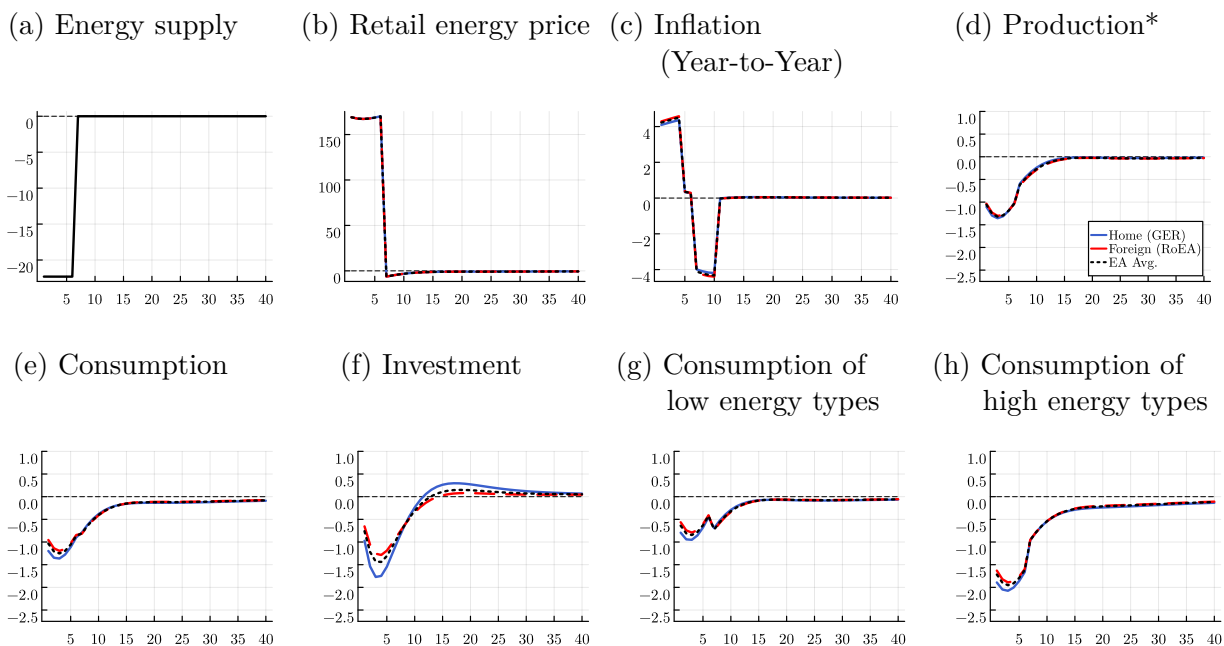 (a) Energy supply
(b) Retail energy price
(c) Inflation
(Year-to-Year)
(d) Production*
0
−5
−10
−15
−20
5 10 15 20 25 30 35 40
150
100
50
0
5 10 15 20 25 30 35 40
4
2
0
−2
−4
5 10 15 20 25 30 35 40
1.0
0.5
0.0
−0.5
−1.0
−1.5
−2.0
−2.5
Home (GER)
Foreign (RoEA)
EA Avg.
5 10 15 20 25 30 35 40
(e) Consumption
(f) Investment
(g) Consumption of
low energy types
(h) Consumption of
high energy types
1.0
0.5
0.0
−0.5
−1.0
−1.5
−2.0
−2.5
5 10 15 20 25 30 35 40
1.0
0.5
0.0
−0.5
−1.0
−1.5
−2.0
−2.5
5 10 15 20 25 30 35 40
1.0
0.5
0.0
−0.5
−1.0
−1.5
−2.0
−2.5
5 10 15 20 25 30 35 40
1.0
0.5
0.0
−0.5
−1.0
−1.5
−2.0
−2.5
5 10 15 20 25 30 35 40